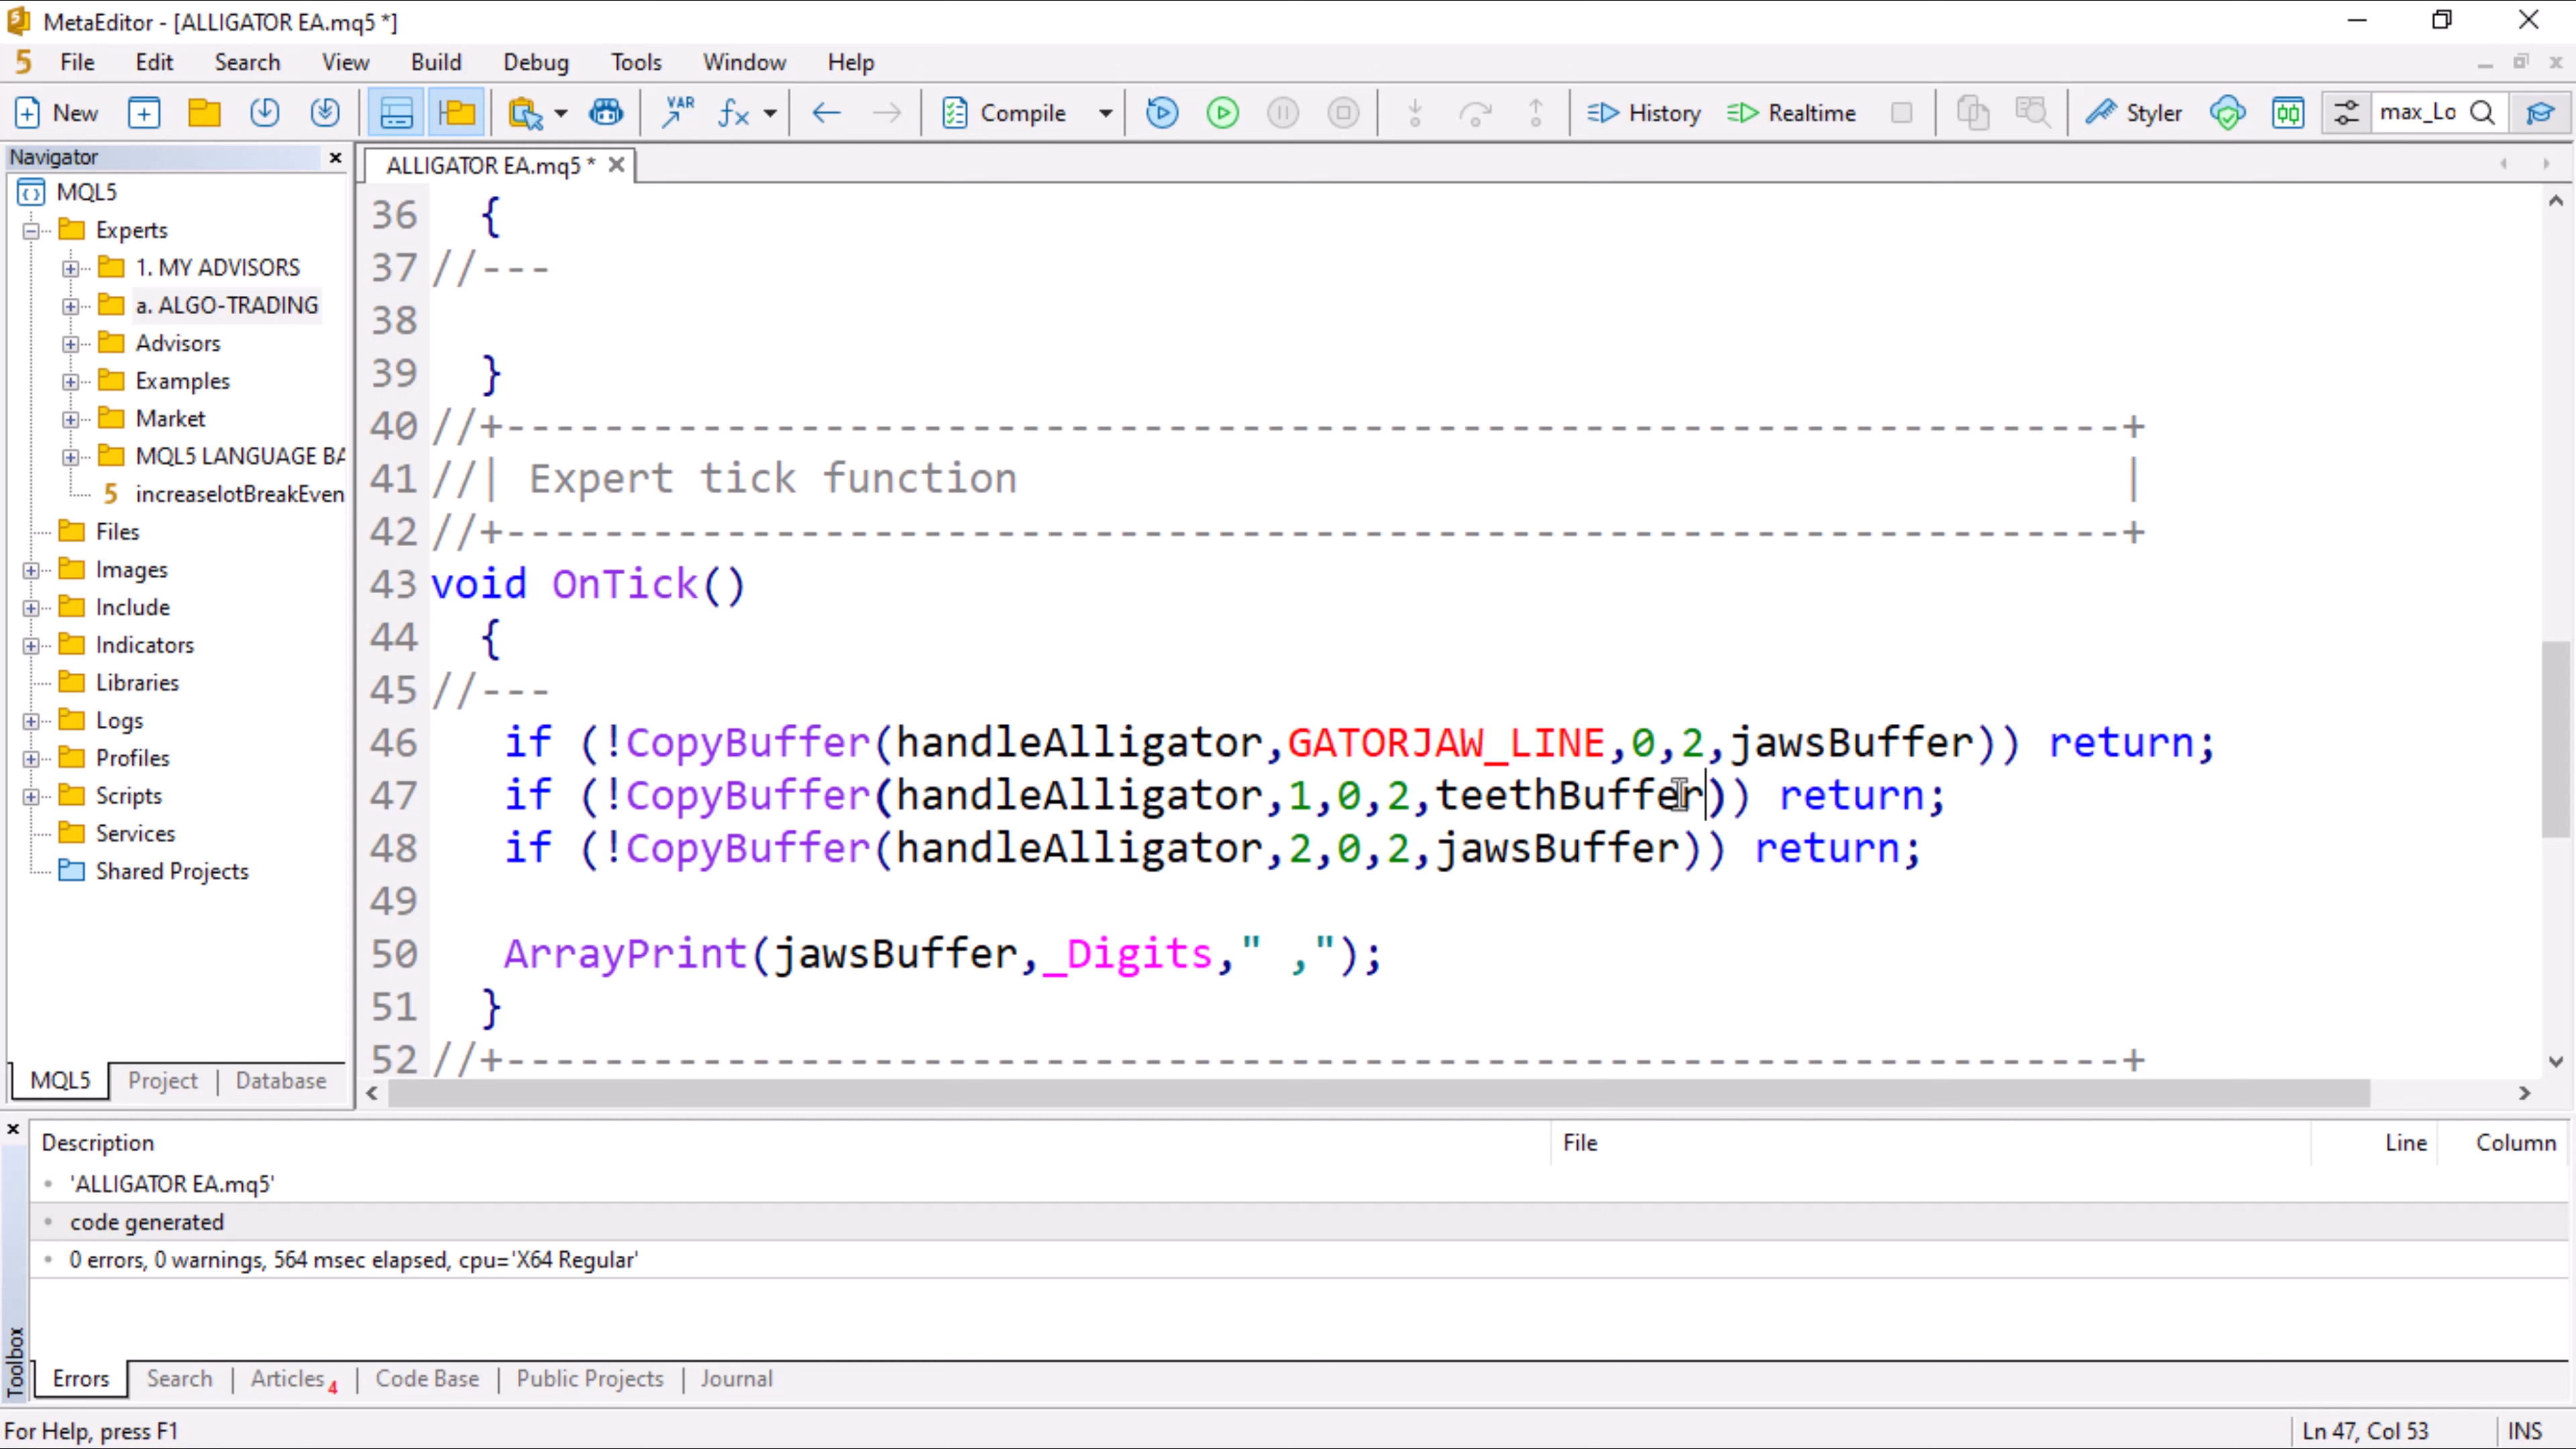 MetaEditor - [ALLIGATOR EA.mq5 *]
File Edit Search View Build Debug Tools Window Help
New VAR fx Compile History Realtime Styler max_Lo
Navigator
MQL5
Experts
1. MY ADVISORS
a. ALGO-TRADING
Advisors
Examples
Market
MQL5 LANGUAGE BA
increaselotBreakEven
Files
Images
Include
Indicators
Libraries
Logs
Profiles
Scripts
Services
Shared Projects
MQL5 Project Database
ALLIGATOR EA.mq5 *
36 {
37 //---
38
39 }
40 //+------------------------------------------------------------------+
41 //| Expert tick function |
42 //+------------------------------------------------------------------+
43 void OnTick()
44 {
45 //---
46 if (!CopyBuffer(handleAlligator,GATORJAW_LINE,0,2,jawsBuffer)) return;
47 if (!CopyBuffer(handleAlligator,1,0,2,teethBuffer)) return;
48 if (!CopyBuffer(handleAlligator,2,0,2,jawsBuffer)) return;
49
50 ArrayPrint(jawsBuffer,_Digits," ,");
51 }
52 //+------------------------------------------------------------------+
Description File Line Column
'ALLIGATOR EA.mq5'
code generated
0 errors, 0 warnings, 564 msec elapsed, cpu='X64 Regular'
Toolbox
Errors Search Articles 4 Code Base Public Projects Journal
For Help, press F1 Ln 47, Col 53 INS